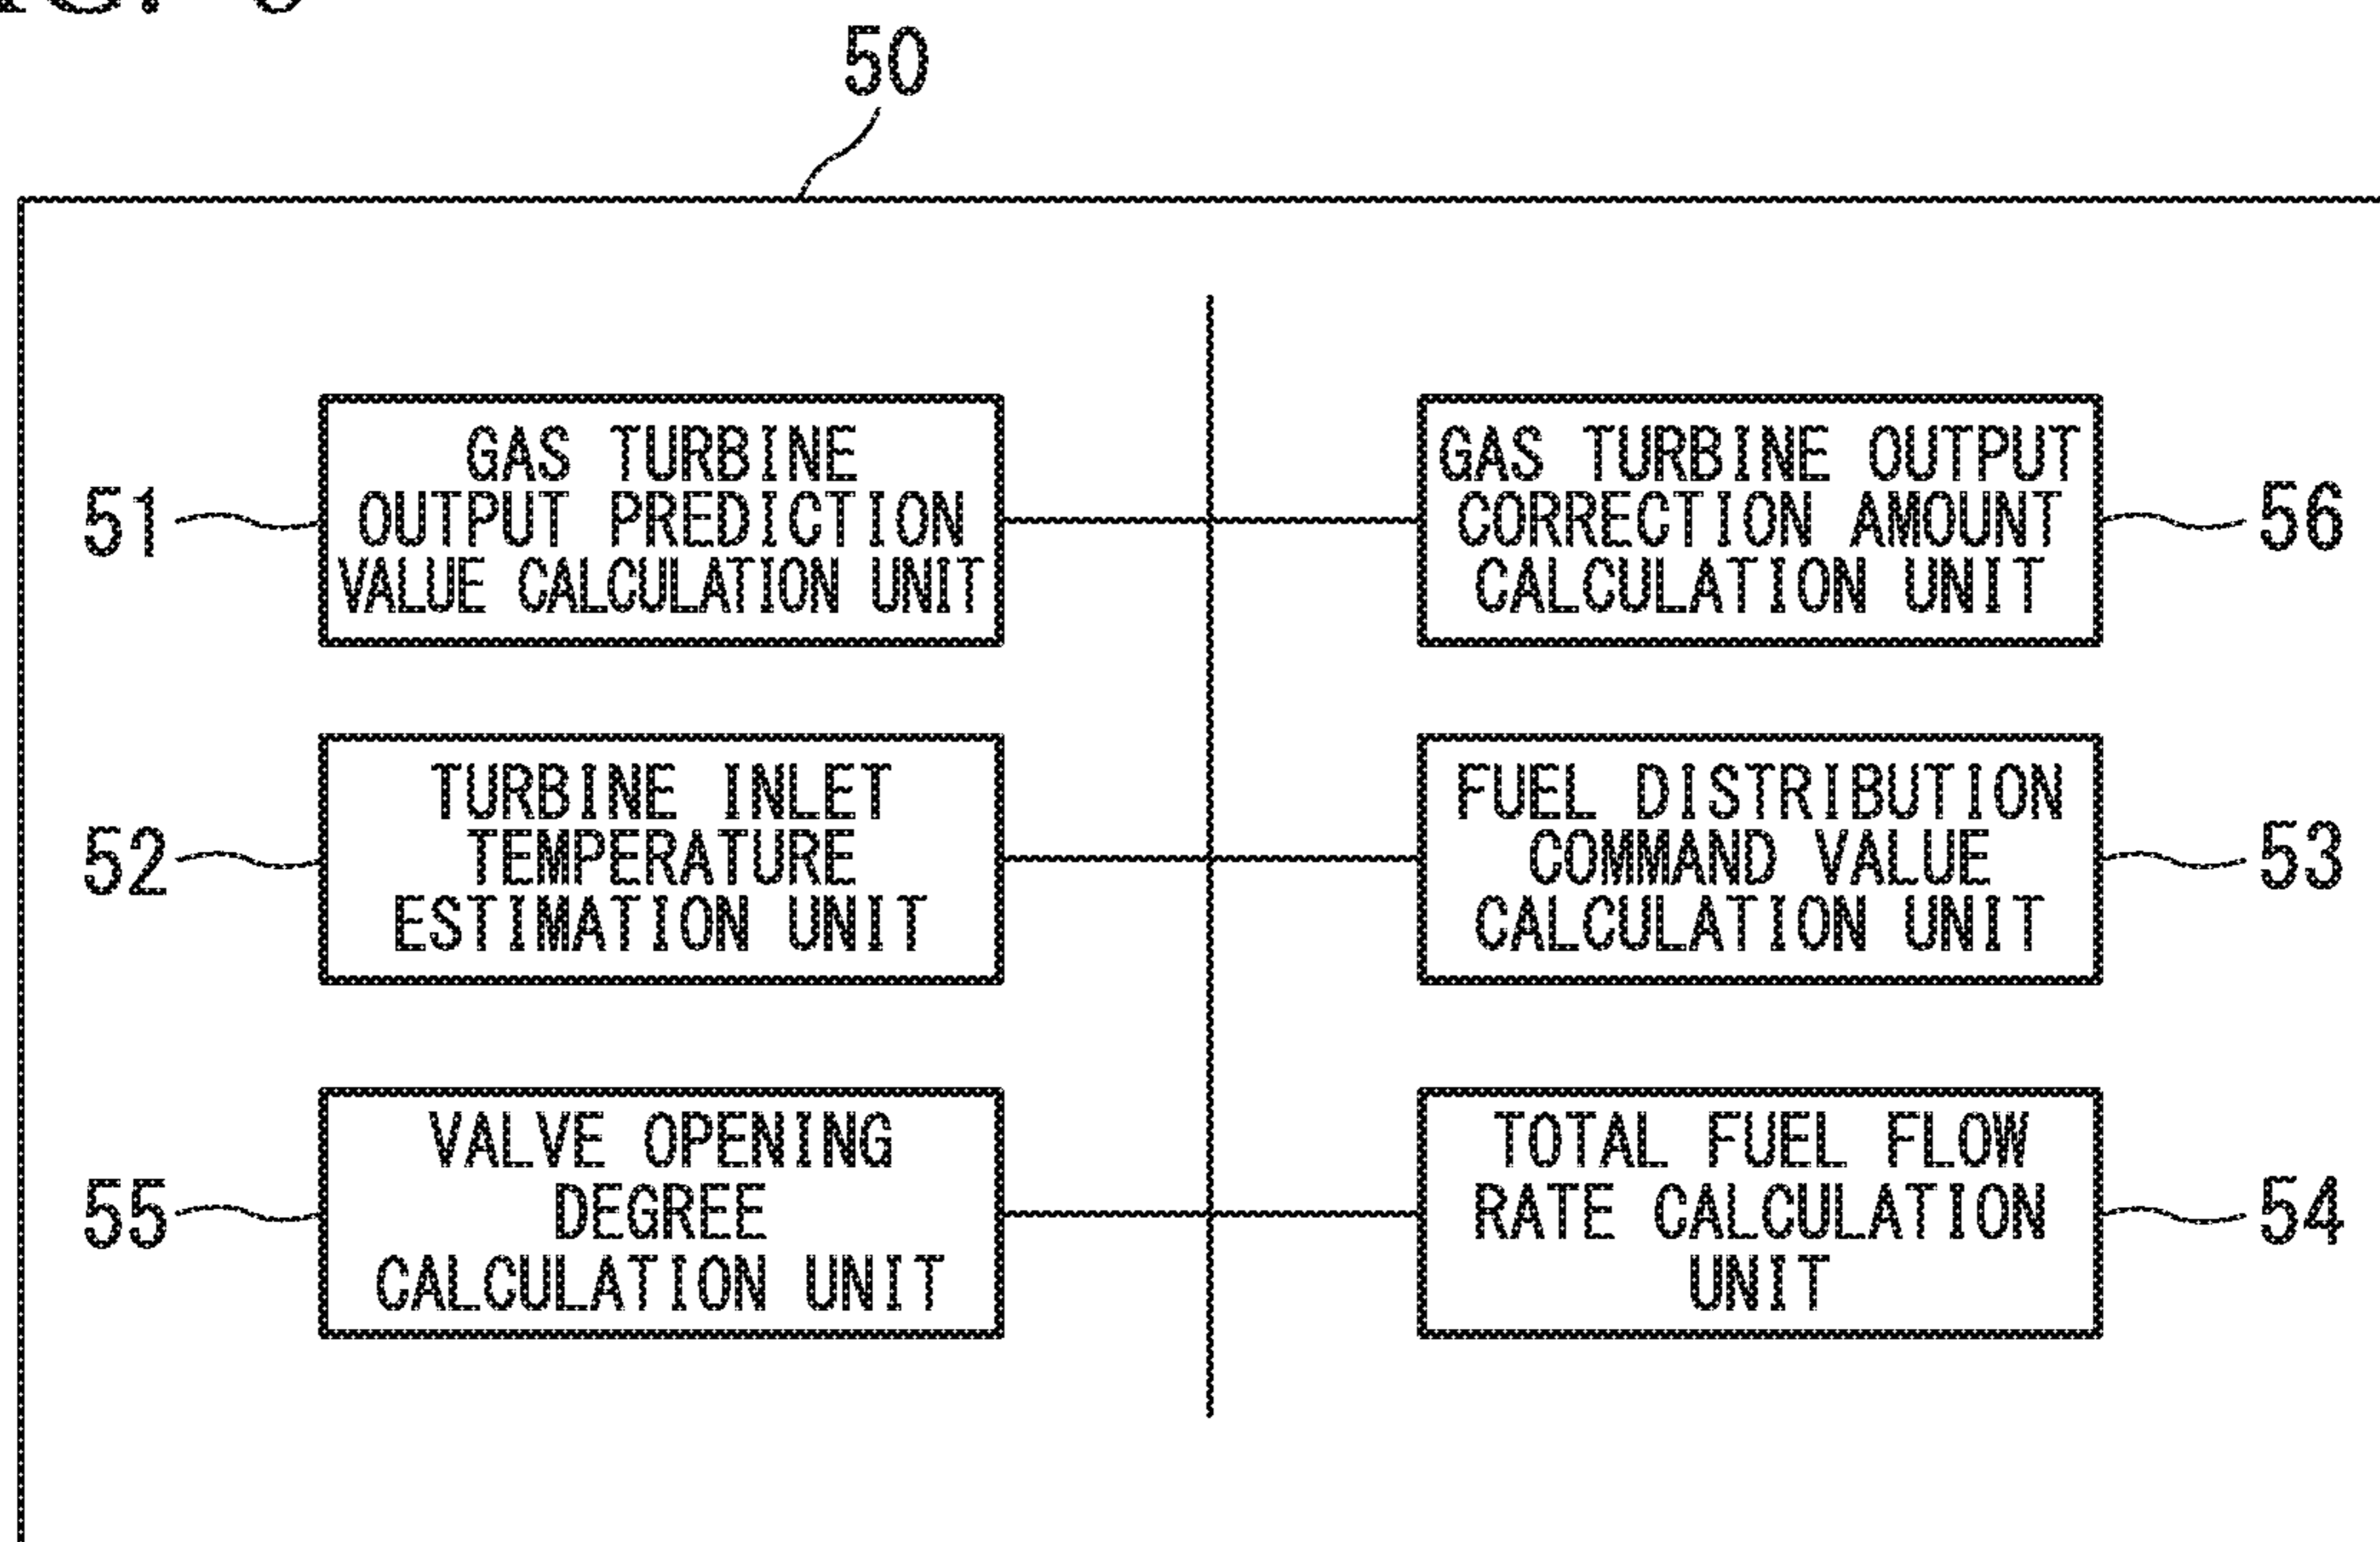 50
51
GAS TURBINE
OUTPUT PREDICTION
VALUE CALCULATION UNIT
GAS TURBINE OUTPUT
CORRECTION AMOUNT
CALCULATION UNIT
56
52
TURBINE INLET
TEMPERATURE
ESTIMATION UNIT
FUEL DISTRIBUTION
COMMAND VALUE
CALCULATION UNIT
53
55
VALVE OPENING
DEGREE
CALCULATION UNIT
TOTAL FUEL FLOW
RATE CALCULATION
UNIT
54